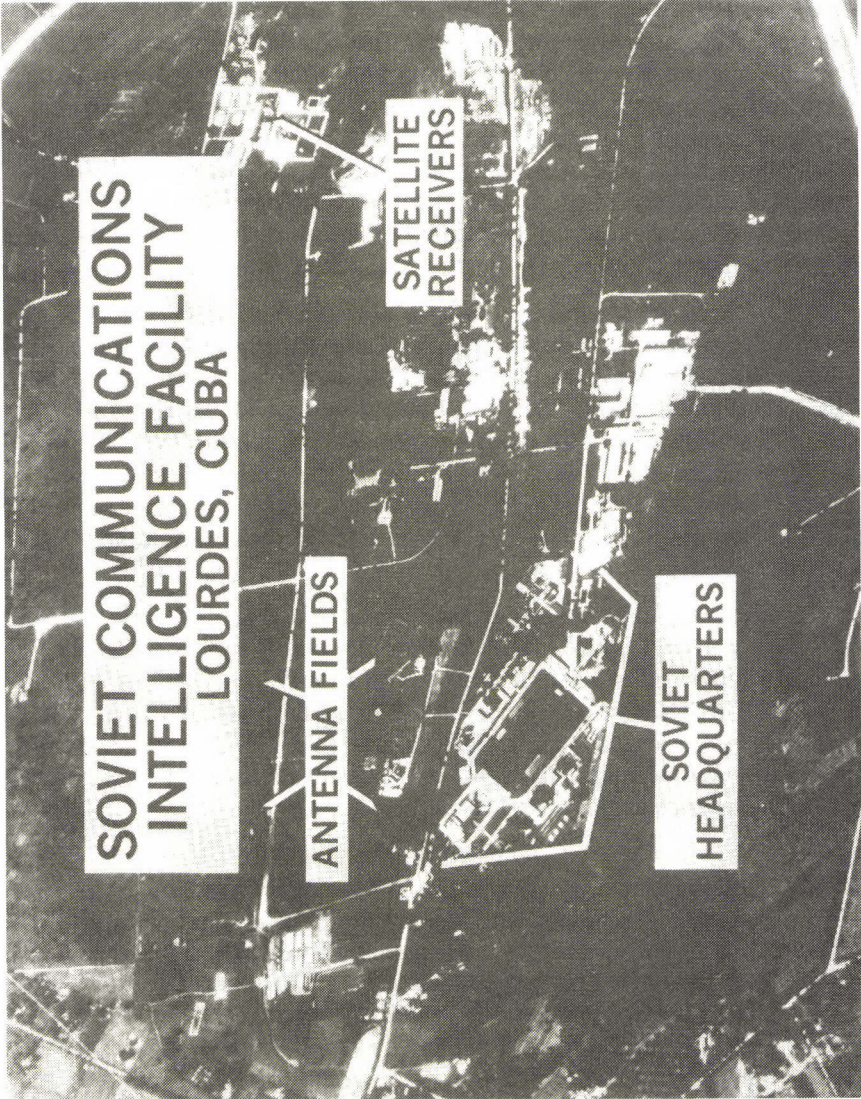 SOVIET COMMUNICATIONS
INTELLIGENCE FACILITY
LOURDES, CUBA
ANTENNA FIELDS
SATELLITE
RECEIVERS
SOVIET
HEADQUARTERS